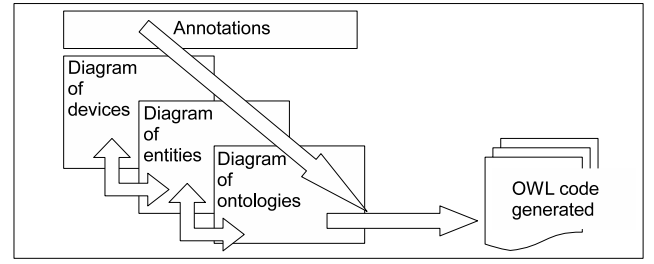 Annotations
Diagram
of
devices
Diagram
of
entities
Diagram
of
ontologies
OWL code
generated